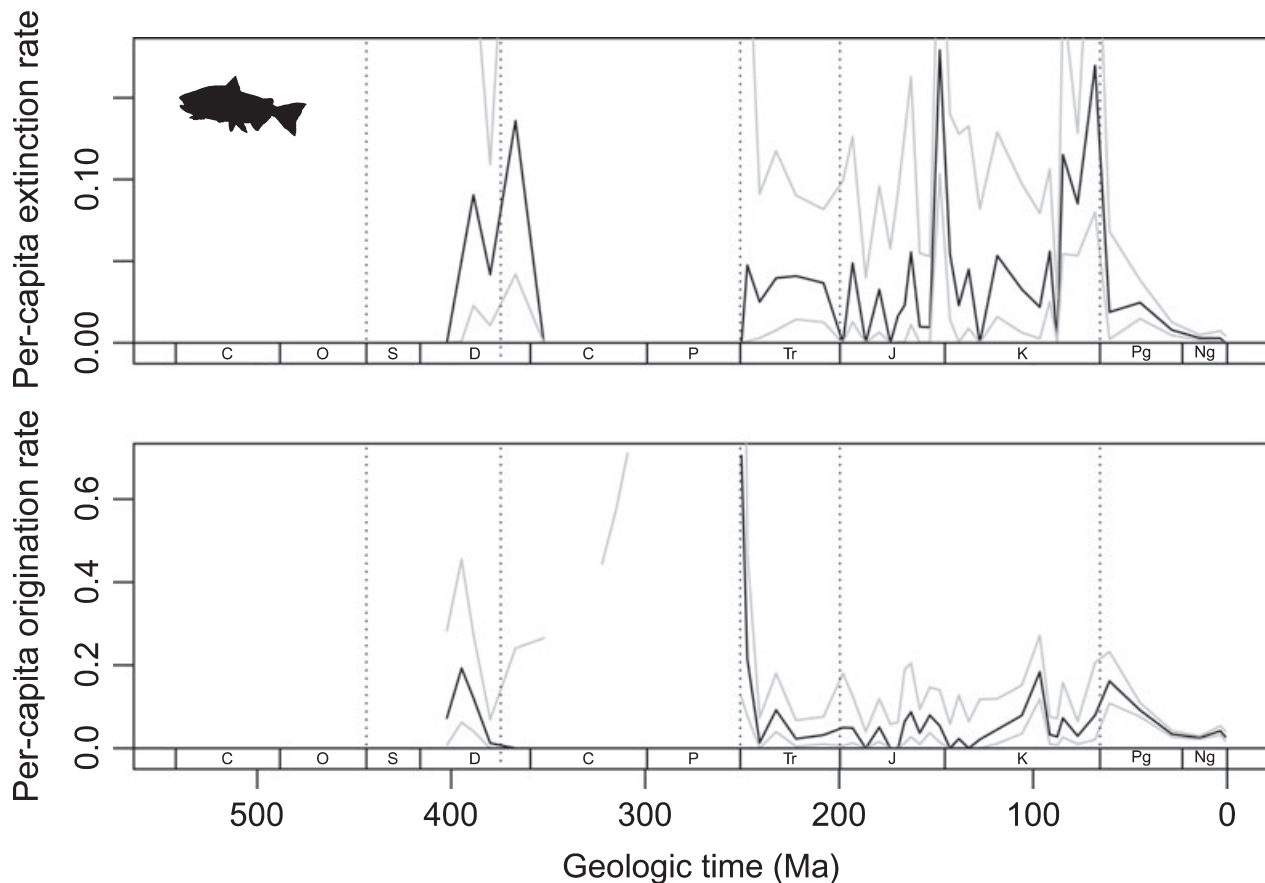 Per-capita extinction rate
0.10
0.00
C O S D C P Tr J K Pg Ng
Per-capita origination rate
0.6
0.4
0.2
0.0
C O S D C P Tr J K Pg Ng
500 400 300 200 100 0
Geologic time (Ma)